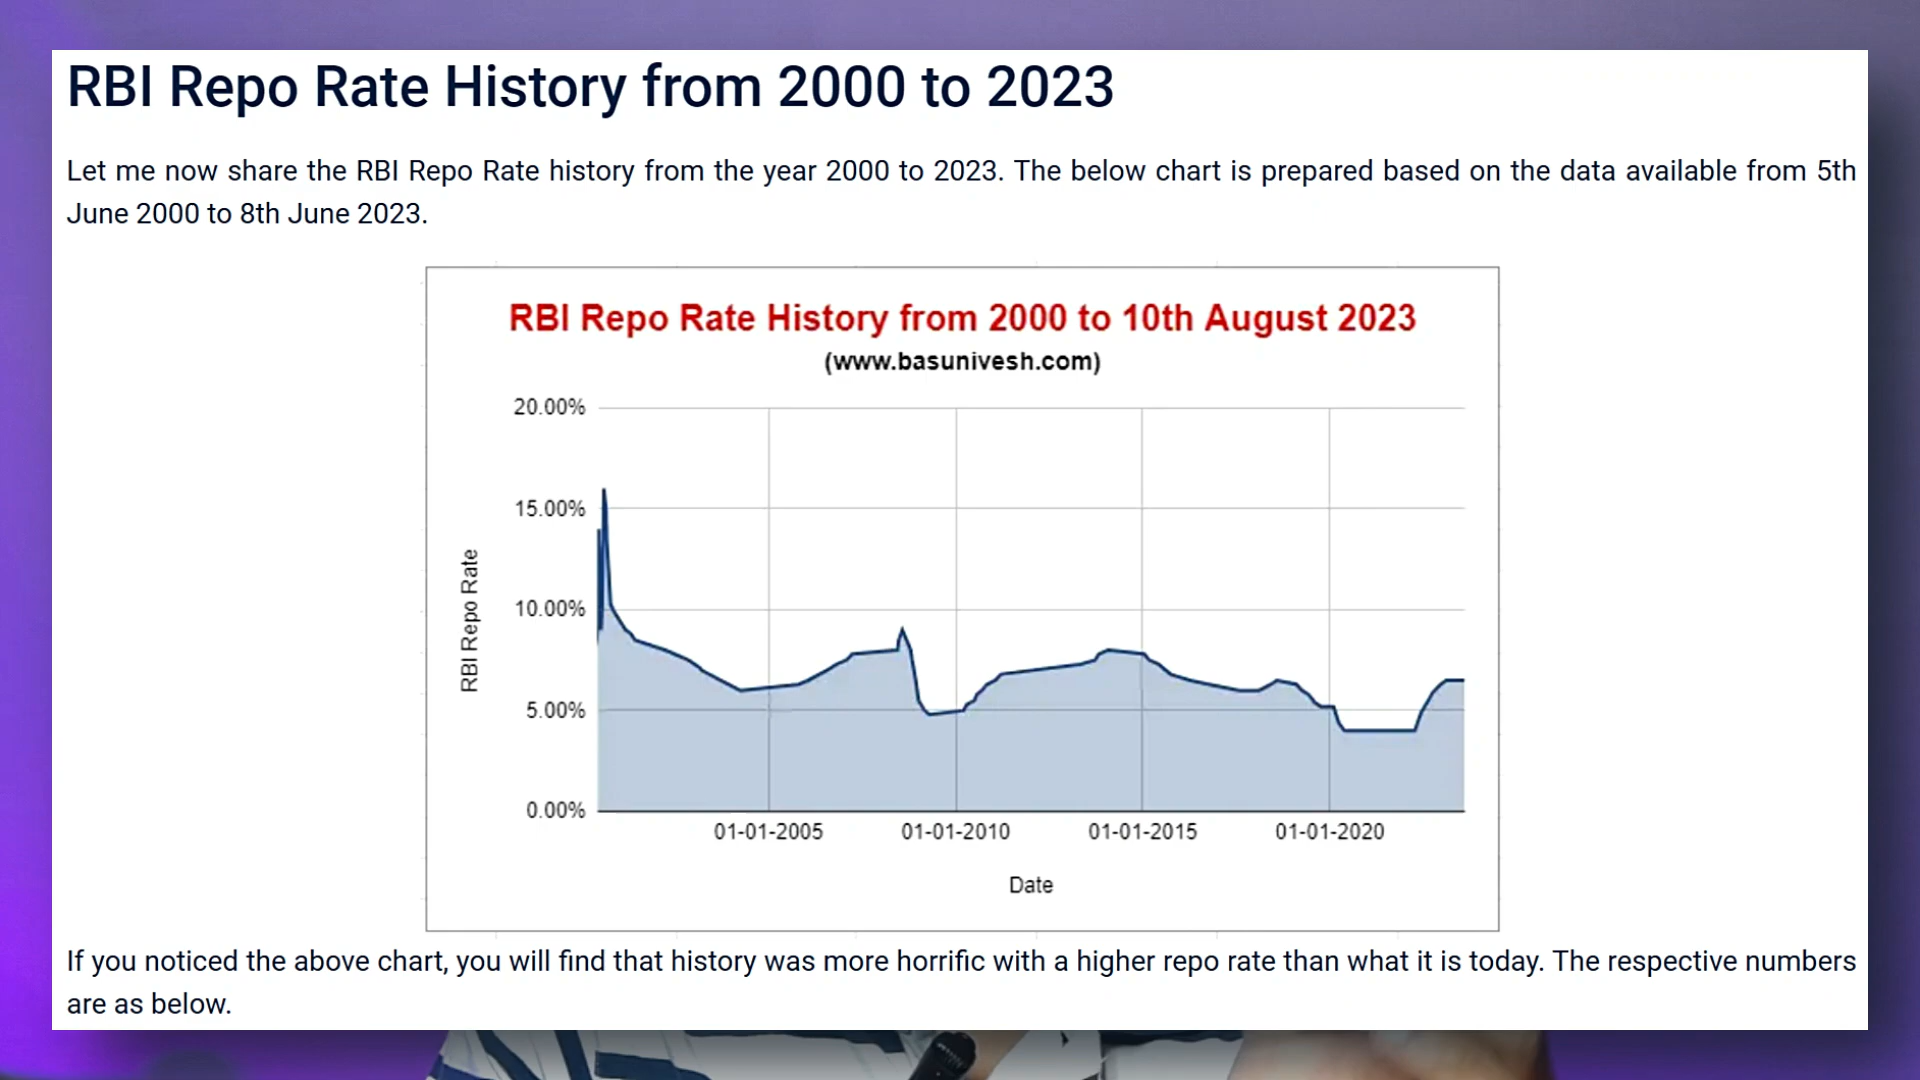 RBI Repo Rate History from 2000 to 2023
Let me now share the RBI Repo Rate history from the year 2000 to 2023. The below chart is prepared based on the data available from 5th
June 2000 to 8th June 2023.
RBI Repo Rate History from 2000 to 10th August 2023
(www.basunivesh.com)
20.00%
15.00%
10.00%
5.00%
0.00%
RBI Repo Rate
01-01-2005
01-01-2010
01-01-2015
01-01-2020
Date
If you noticed the above chart, you will find that history was more horrific with a higher repo rate than what it is today. The respective numbers
are as below.